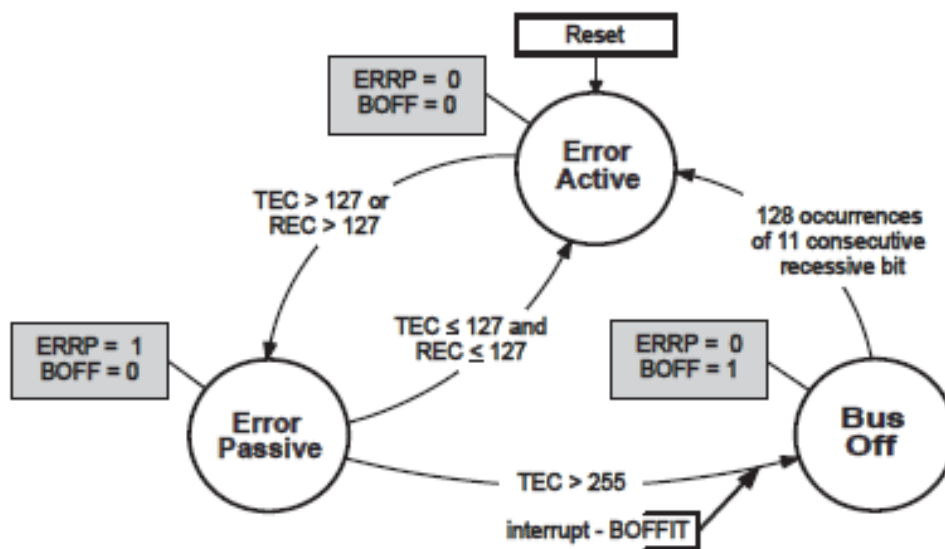 Reset
ERRP = 0
BOFF = 0
Error
Active
TEC > 127 or
REC > 127
128 occurrences
of 11 consecutive
recessive bit
TEC ≤ 127 and
REC ≤ 127
ERRP = 1
BOFF = 0
ERRP = 0
BOFF = 1
Error
Passive
Bus
Off
TEC > 255
interrupt - BOFFIT